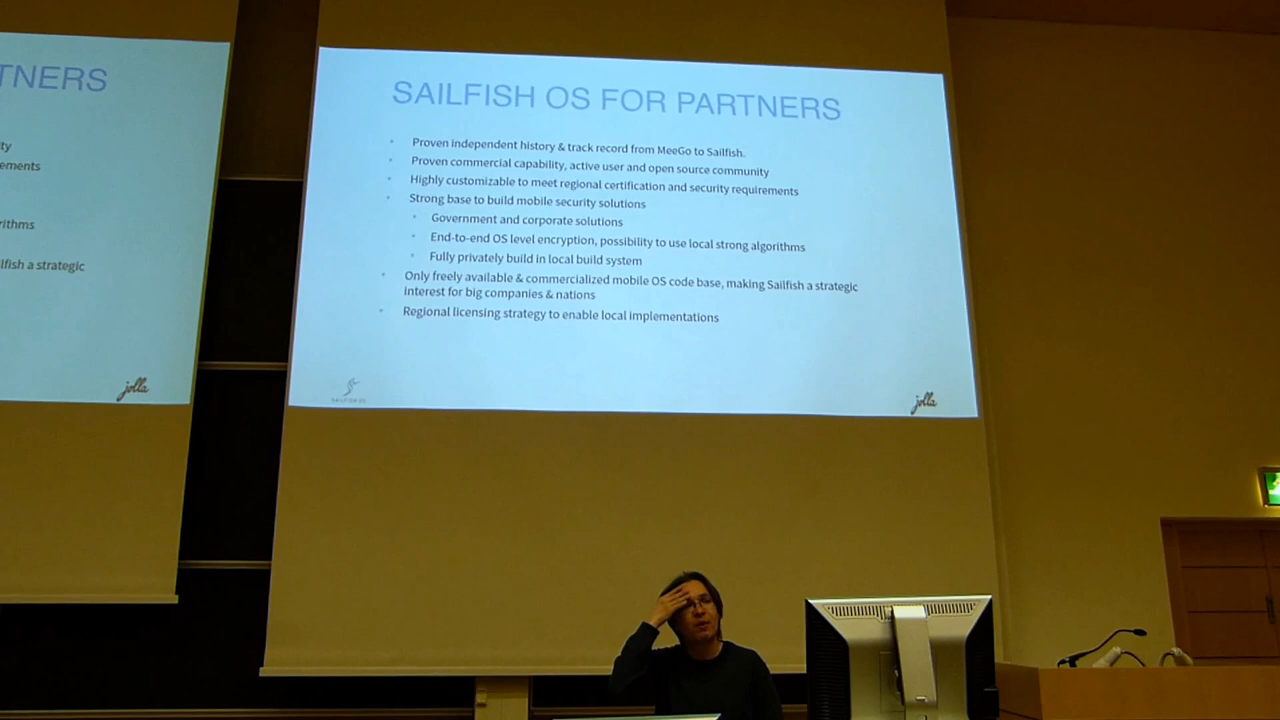 TNERS
ty
ements
rithms
lfish a strategic
jolla
SAILFISH OS FOR PARTNERS
Proven independent history & track record from MeeGo to Sailfish.
Proven commercial capability, active user and open source community
Highly customizable to meet regional certification and security requirements
Strong base to build mobile security solutions
Government and corporate solutions
End-to-end OS level encryption, possibility to use local strong algorithms
Fully privately build in local build system
Only freely available & commercialized mobile OS code base, making Sailfish a strategic
interest for big companies & nations
Regional licensing strategy to enable local implementations
SAILFISH OS
jolla